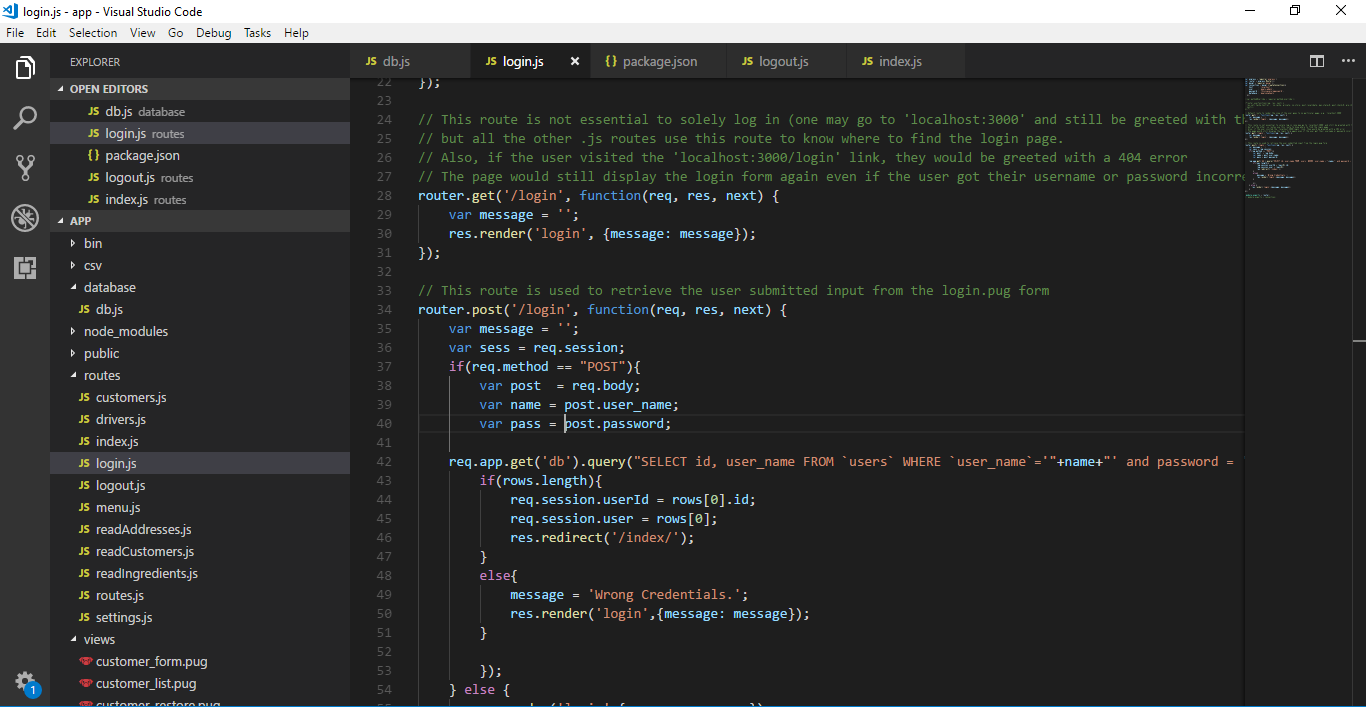 login.js - app - Visual Studio Code
File Edit Selection View Go Debug Tasks Help
EXPLORER
OPEN EDITORS
JS db.js database
JS login.js routes
{} package.json
JS logout.js routes
JS index.js routes
APP
bin
csv
database
JS db.js
node_modules
public
routes
JS customers.js
JS drivers.js
JS index.js
JS login.js
JS logout.js
JS menu.js
JS readAddresses.js
JS readCustomers.js
JS readIngredients.js
JS routes.js
JS settings.js
views
customer_form.pug
customer_list.pug
customer_restore.pug
1
JS db.js JS login.js {} package.json JS logout.js JS index.js
22 });
23
24 // This route is not essential to solely log in (one may go to 'localhost:3000' and still be greeted with th
25 // but all the other .js routes use this route to know where to find the login page.
26 // Also, if the user visited the 'localhost:3000/login' link, they would be greeted with a 404 error
27 // The page would still display the login form again even if the user got their username or password incorre
28 router.get('/login', function(req, res, next) {
29 var message = '';
30 res.render('login', {message: message});
31 });
32
33 // This route is used to retrieve the user submitted input from the login.pug form
34 router.post('/login', function(req, res, next) {
35 var message = '';
36 var sess = req.session;
37 if(req.method == "POST"){
38 var post  = req.body;
39 var name = post.user_name;
40 var pass = post.password;
41
42 req.app.get('db').query("SELECT id, user_name FROM `users` WHERE `user_name`='"+name+"' and password =
43 if(rows.length){
44 req.session.userId = rows[0].id;
45 req.session.user = rows[0];
46 res.redirect('/index/');
47 }
48 else{
49 message = 'Wrong Credentials.';
50 res.render('login',{message: message});
51 }
52
53 });
54 } else {